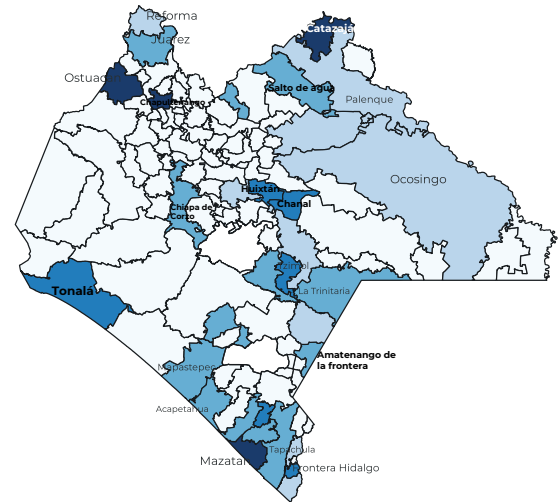 Reforma
Juárez
Catazajá
Ostuacán
Chapultenango
Salto de agua
Palenque
Ocosingo
Huixtán
Chanal
Chiapa de
Corzo
Tzimol
La Trinitaria
Tonalá
Amatenango de
la frontera
Mapastepec
Acapetahua
Tapachula
Mazatán
Frontera Hidalgo